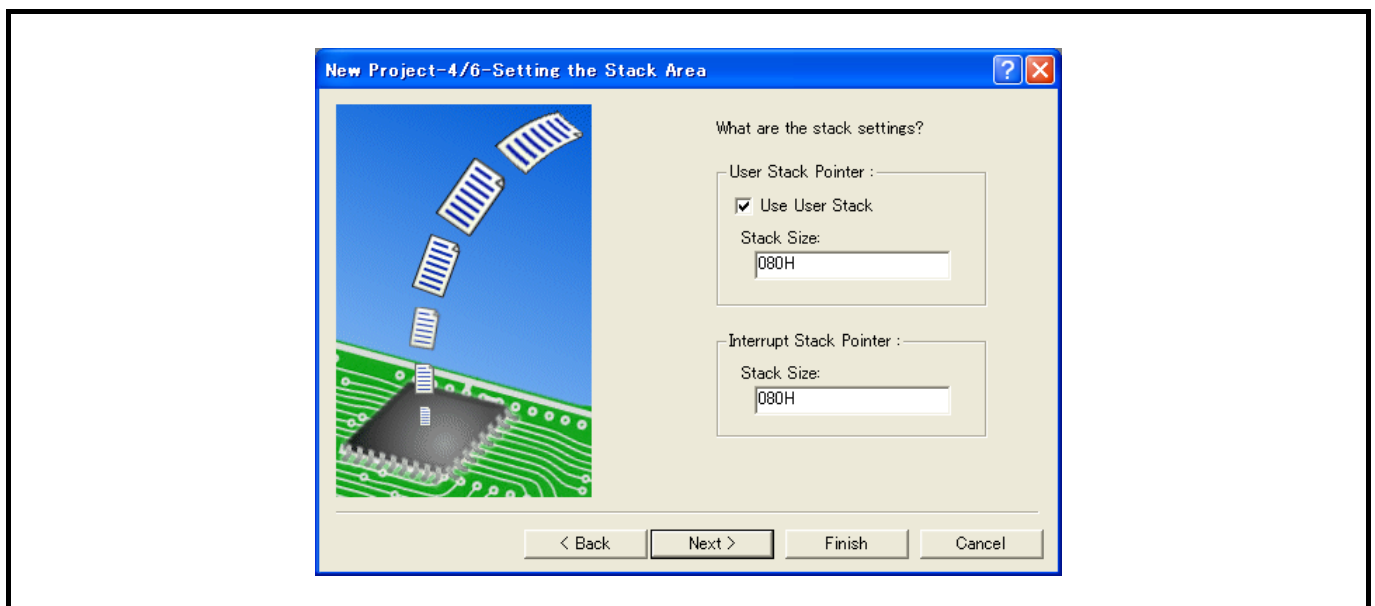 New Project-4/6-Setting the Stack Area
What are the stack settings?
User Stack Pointer :
Use User Stack
Stack Size:
080H
Interrupt Stack Pointer :
Stack Size:
080H
< Back
Next >
Finish
Cancel